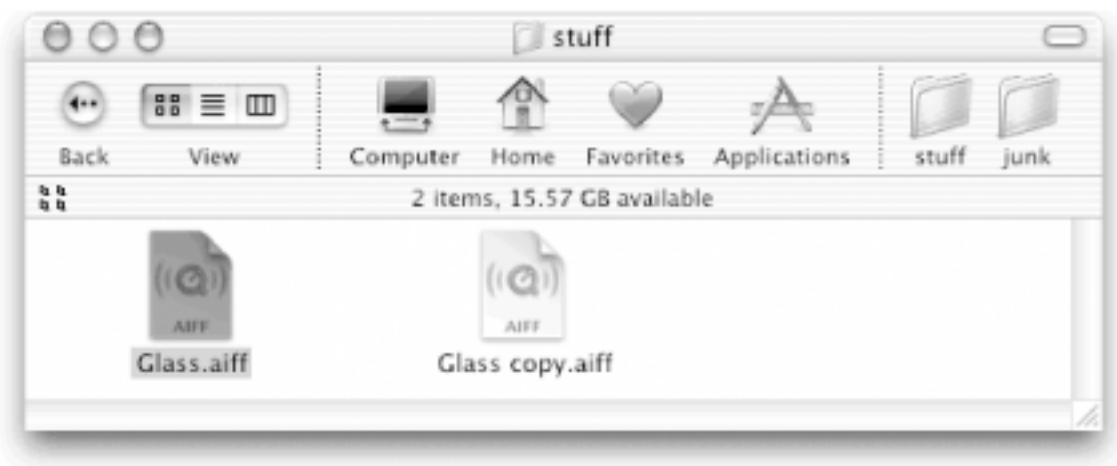 stuff
Back View Computer Home Favorites Applications stuff junk
2 items, 15.57 GB available
AIFF AIFF
Glass.aiff Glass copy.aiff